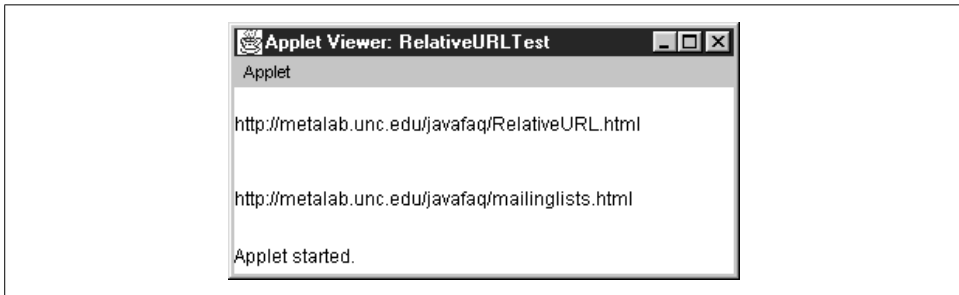 Applet Viewer: RelativeURLTest
Applet
http://metalab.unc.edu/javafaq/RelativeURL.html
http://metalab.unc.edu/javafaq/mailinglists.html
Applet started.